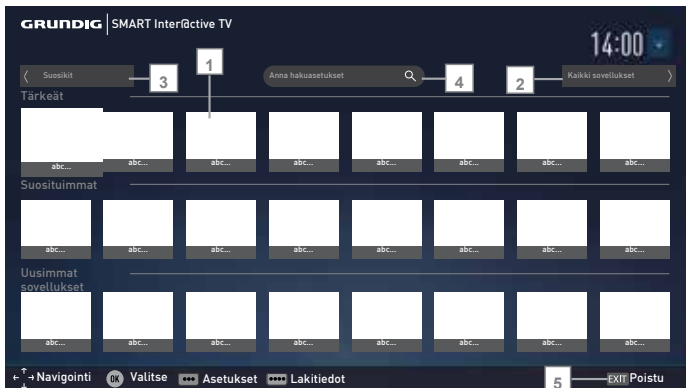 GRUNDIG SMART Inter@ctive TV
14:00
Suosikit 3 1 Anna hakuasetukset 4 2 Kaikki sovellukset
Tärkeät
abc... abc... abc... abc... abc... abc... abc... abc...
Suosituimmat
abc... abc... abc... abc... abc... abc... abc... abc...
Uusimmat
sovellukset
abc... abc... abc... abc... abc... abc... abc... abc...
Navigointi OK Valitse Asetukset Lakitiedot 5 EXIT Poistu